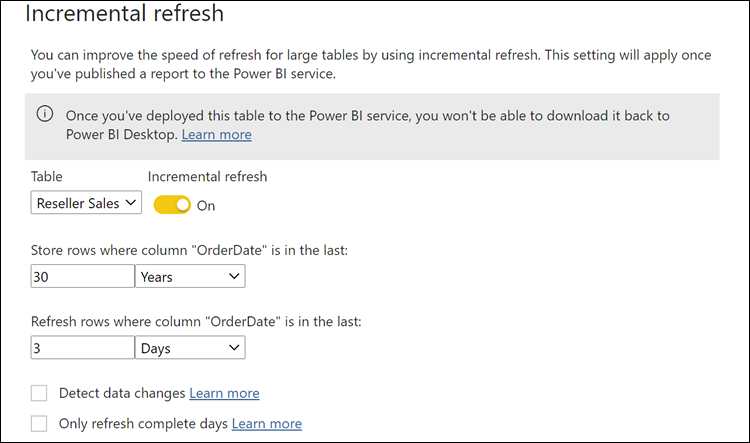 Incremental refresh
You can improve the speed of refresh for large tables by using incremental refresh. This setting will apply once
you've published a report to the Power BI service.
Once you've deployed this table to the Power BI service, you won't be able to download it back to
Power BI Desktop. Learn more
Table Incremental refresh
Reseller Sales On
Store rows where column "OrderDate" is in the last:
30 Years
Refresh rows where column "OrderDate" is in the last:
3 Days
Detect data changes Learn more
Only refresh complete days Learn more